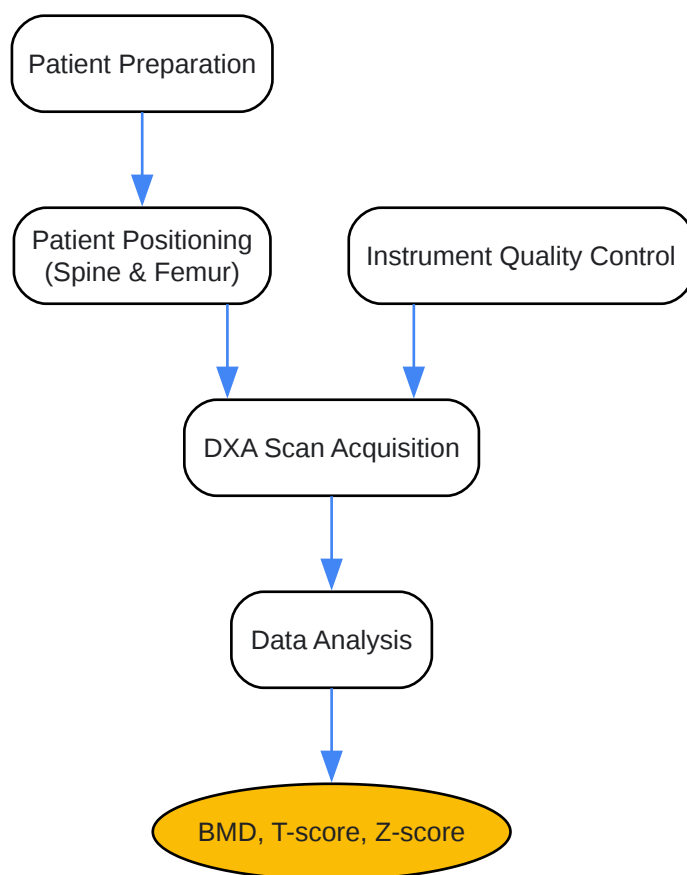 Patient Preparation
Patient Positioning
(Spine & Femur)
Instrument Quality Control
DXA Scan Acquisition
Data Analysis
BMD, T-score, Z-score